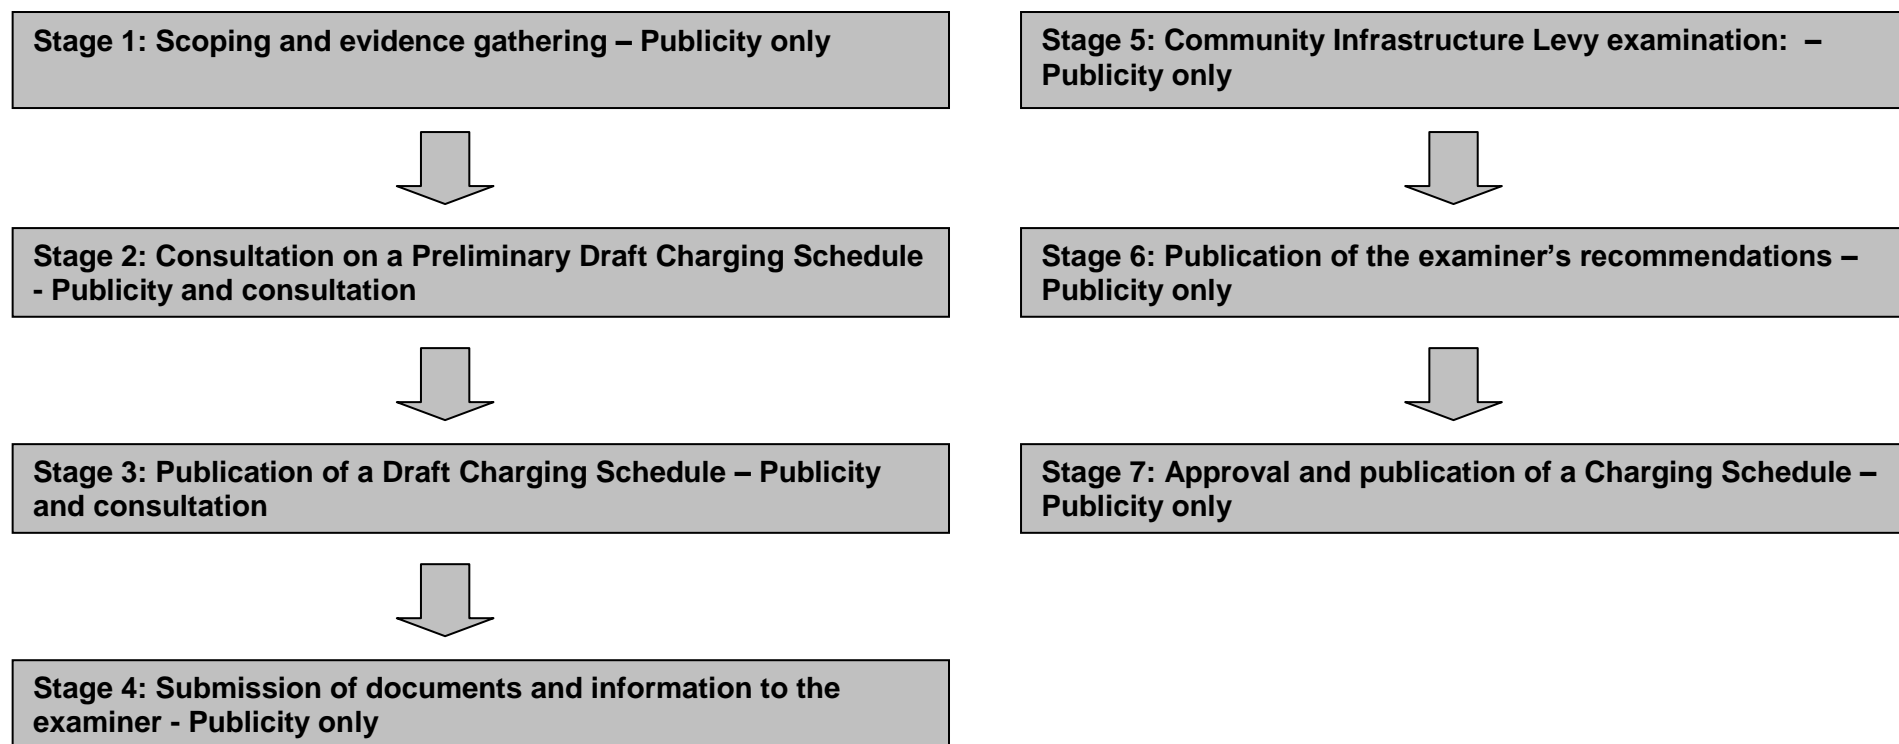 Stage 1: Scoping and evidence gathering – Publicity only
Stage 2: Consultation on a Preliminary Draft Charging Schedule
- Publicity and consultation
Stage 3: Publication of a Draft Charging Schedule – Publicity
and consultation
Stage 4: Submission of documents and information to the
examiner - Publicity only
Stage 5: Community Infrastructure Levy examination:  –
Publicity only
Stage 6: Publication of the examiner’s recommendations –
Publicity only
Stage 7: Approval and publication of a Charging Schedule –
Publicity only